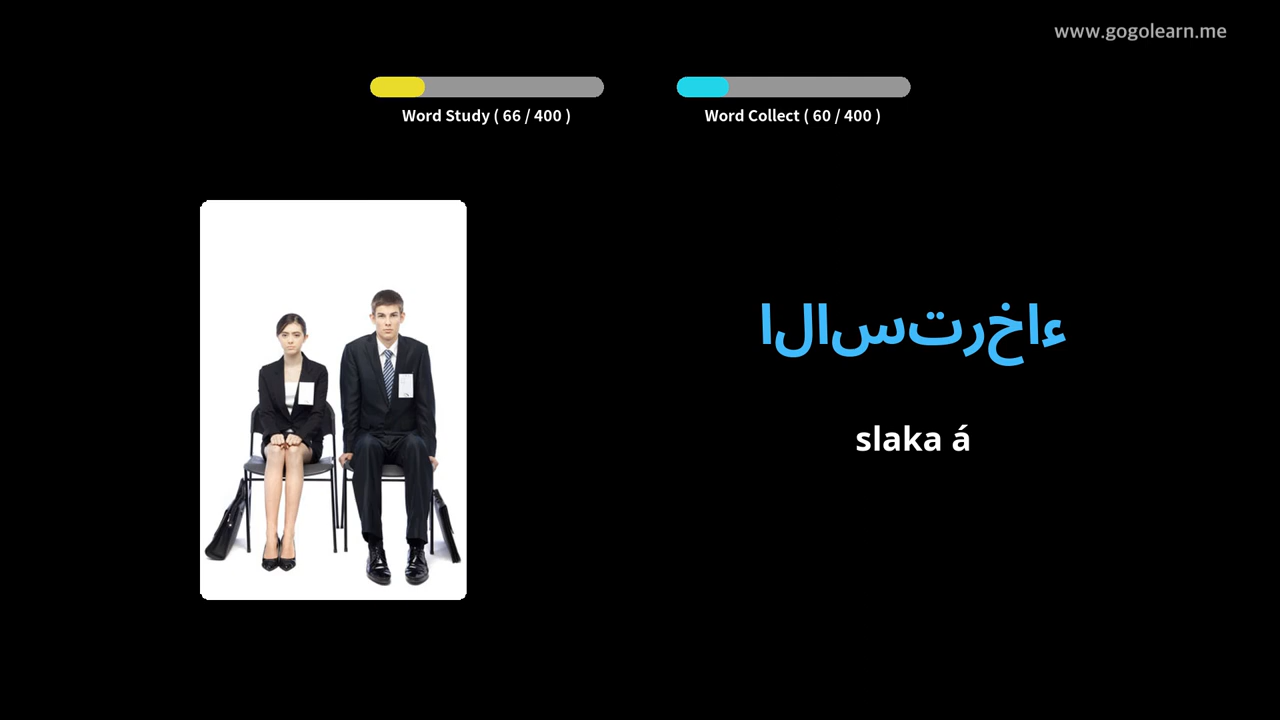 www.gogolearn.me
Word Study ( 66 / 400 )
Word Collect ( 60 / 400 )
الاسترخاء
slaka á